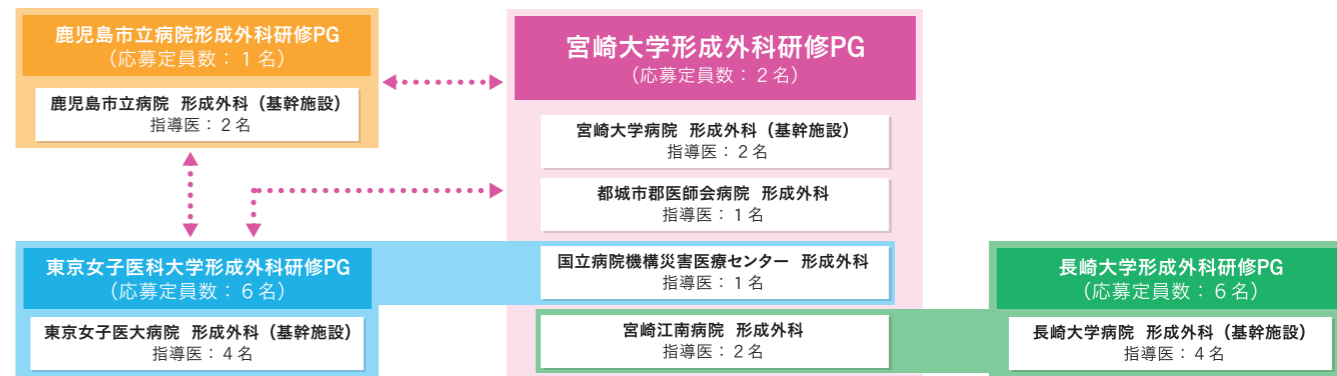 鹿児島市立病院形成外科研修PG
(応募定員数：1名)
鹿児島市立病院 形成外科（基幹施設）
指導医：2名
宮崎大学形成外科研修PG
(応募定員数：2名)
宮崎大学病院 形成外科（基幹施設）
指導医：2名
都城市郡医師会病院 形成外科
指導医：1名
国立病院機構災害医療センター 形成外科
指導医：1名
宮崎江南病院 形成外科
指導医：2名
東京女子医科大学形成外科研修PG
(応募定員数：6名)
東京女子医大病院 形成外科（基幹施設）
指導医：4名
長崎大学形成外科研修PG
(応募定員数：6名)
長崎大学病院 形成外科（基幹施設）
指導医：4名